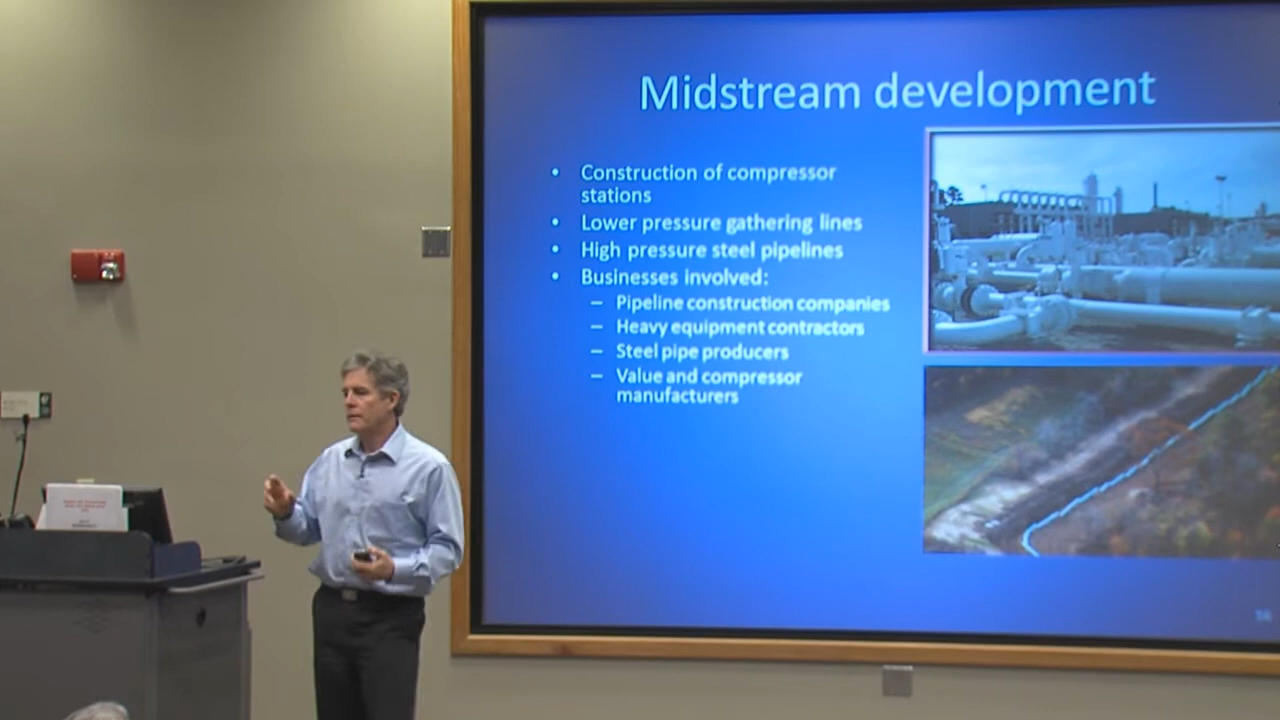 Midstream development
• Construction of compressor
stations
• Lower pressure gathering lines
• High pressure steel pipelines
• Businesses involved:
– Pipeline construction companies
– Heavy equipment contractors
– Steel pipe producers
– Value and compressor
manufacturers